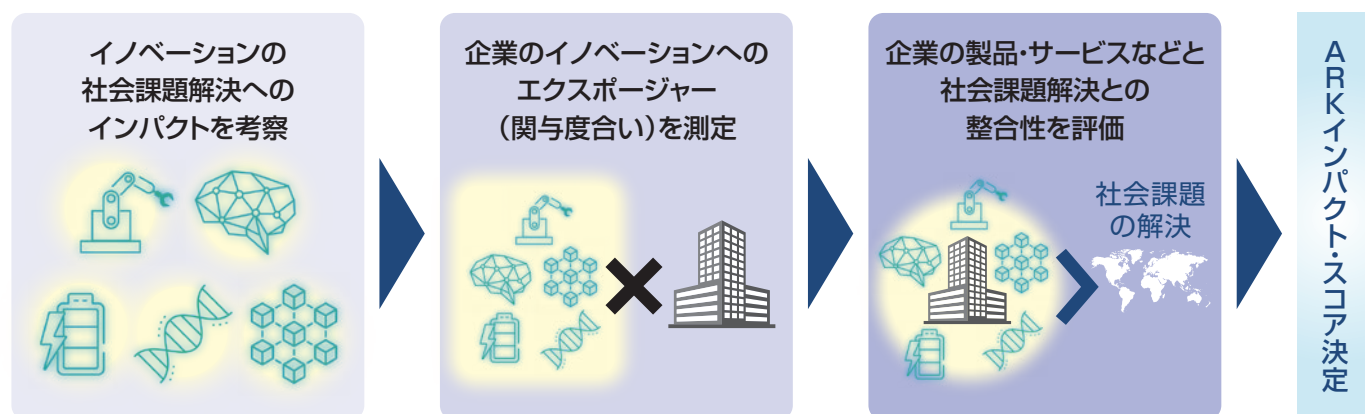 イノベーションの
社会課題解決への
インパクトを考察
企業のイノベーションへの
エクスポージャー
（関与度合い）を測定
企業の製品・サービスなどと
社会課題解決との
整合性を評価
社会課題
の解決
ARKインパクト・スコア決定